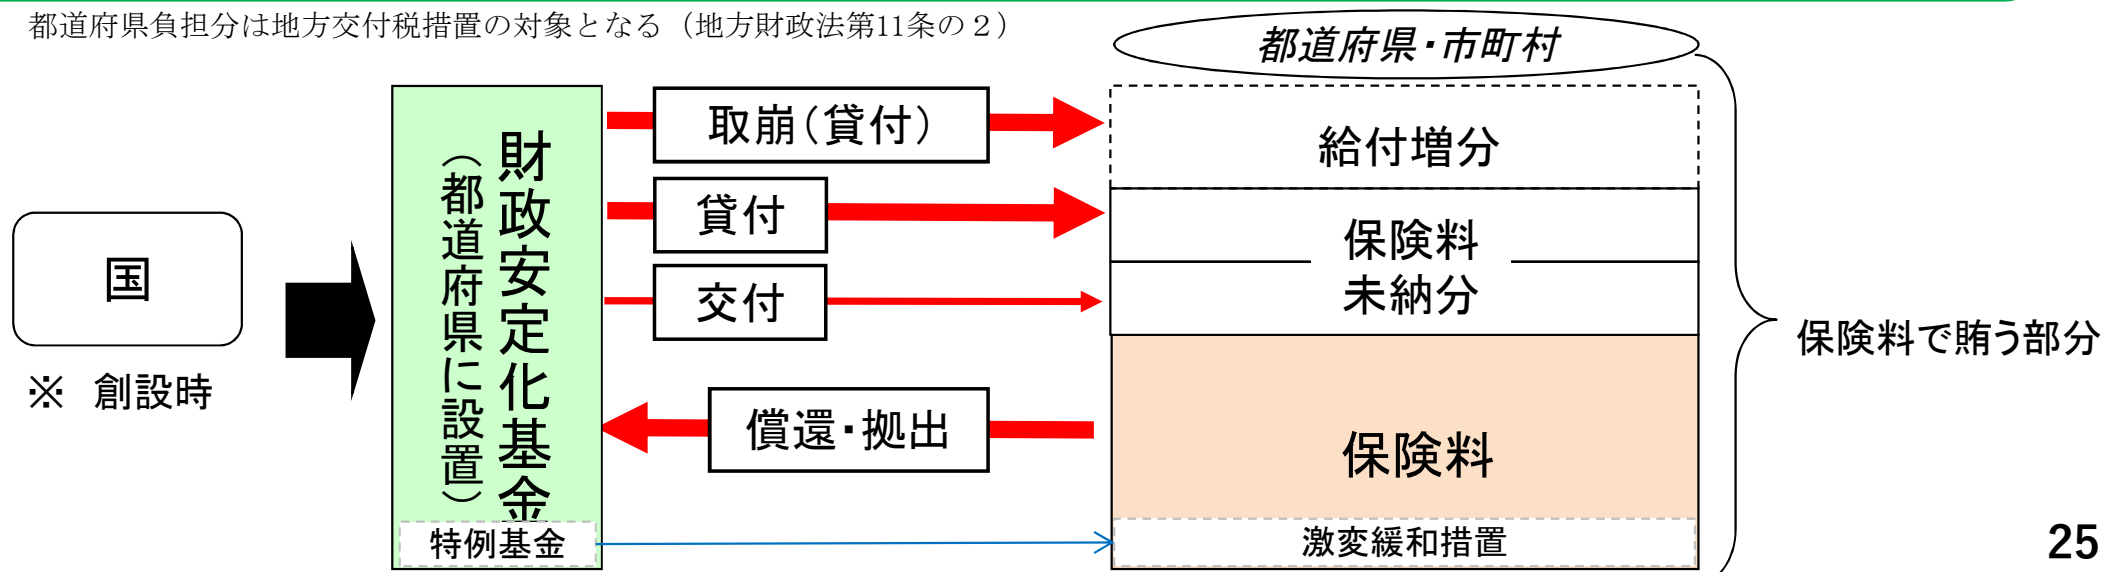 都道府県負担分は地方交付税措置の対象となる（地方財政法第11条の２）
都道府県・市町村
国
※　創設時
財政安定化基金
（都道府県に設置）
特例基金
取崩（貸付）
貸付
交付
償還・拠出
給付増分
保険料
未納分
保険料
激変緩和措置
保険料で賄う部分
25